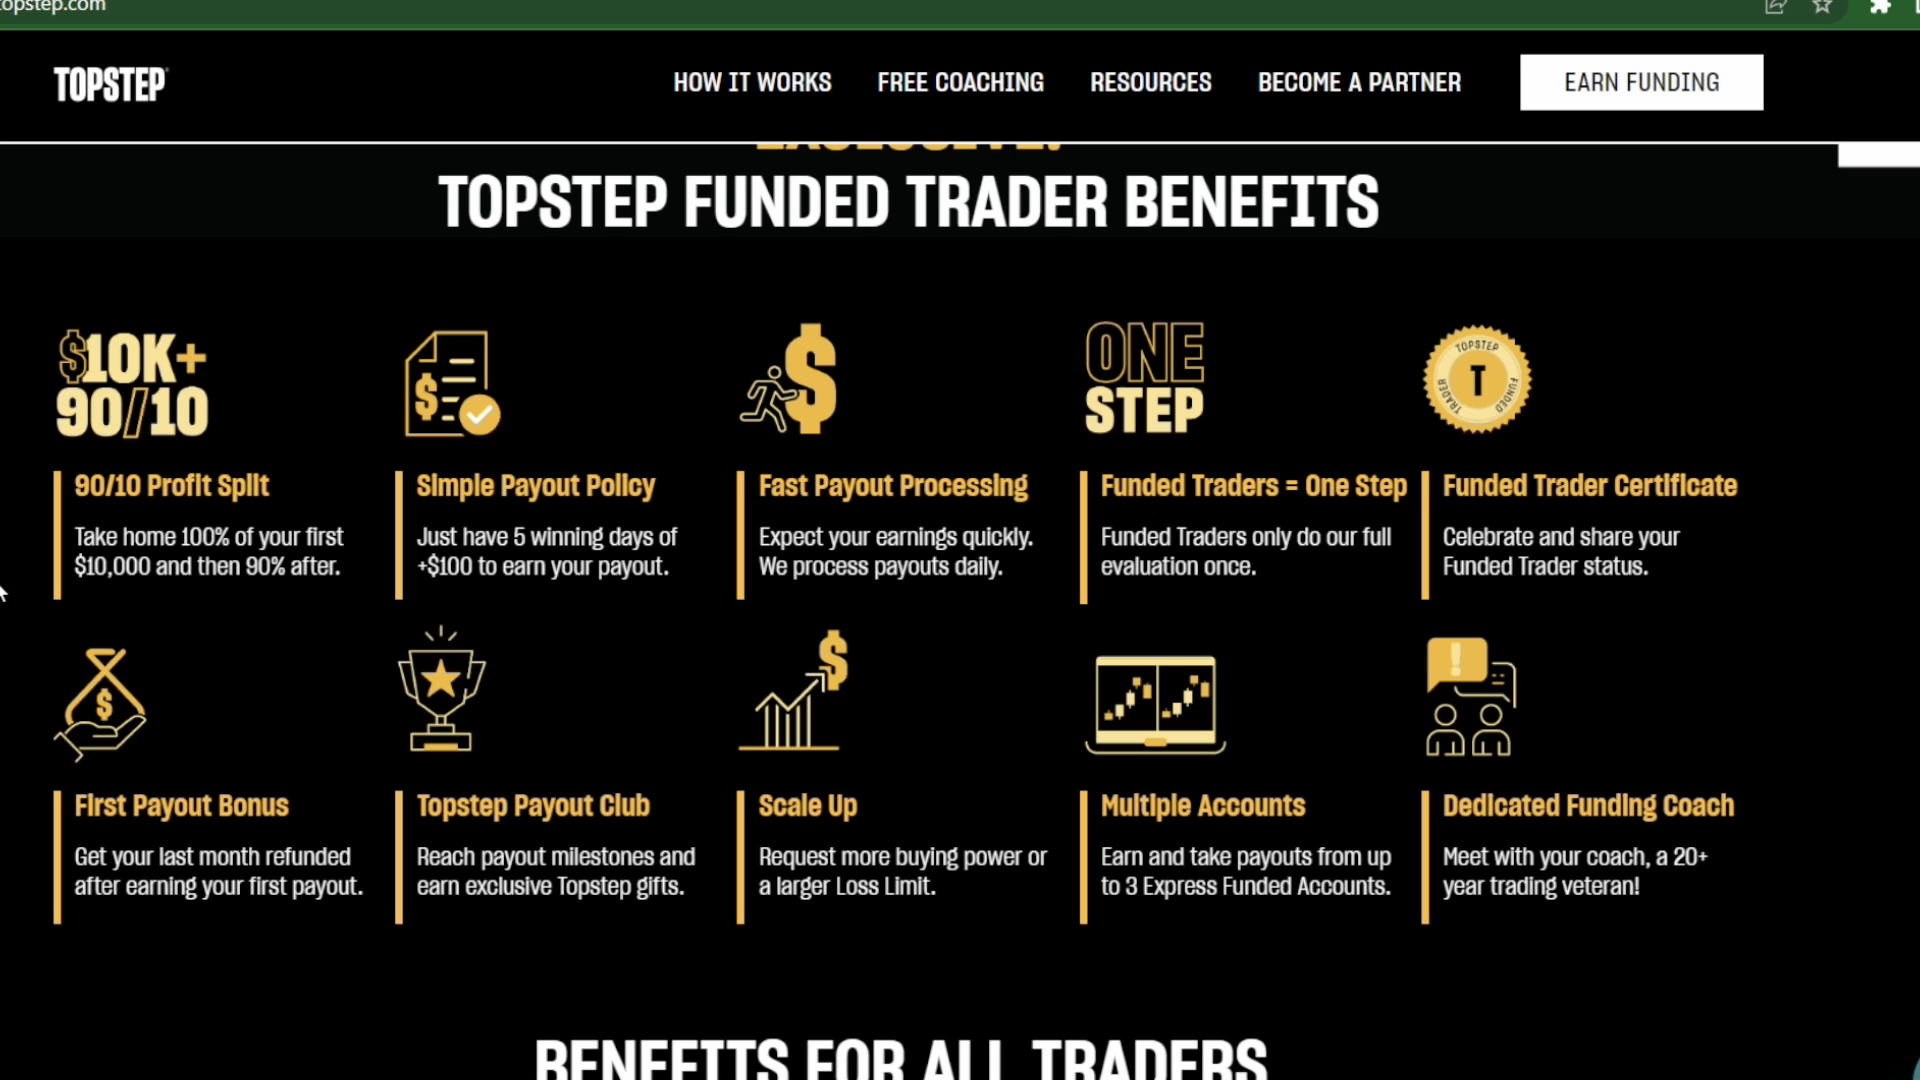 topstep.com
TOPSTEP
HOW IT WORKS
FREE COACHING
RESOURCES
BECOME A PARTNER
EARN FUNDING
TOPSTEP FUNDED TRADER BENEFITS
$10K+
90/10
90/10 Profit Split
Take home 100% of your first
$10,000 and then 90% after.
Simple Payout Policy
Just have 5 winning days of
+$100 to earn your payout.
Fast Payout Processing
Expect your earnings quickly.
We process payouts daily.
ONE
STEP
Funded Traders = One Step
Funded Traders only do our full
evaluation once.
TOPSTEP
T
FUNDED
TRADER
Funded Trader Certificate
Celebrate and share your
Funded Trader status.
First Payout Bonus
Get your last month refunded
after earning your first payout.
Topstep Payout Club
Reach payout milestones and
earn exclusive Topstep gifts.
Scale Up
Request more buying power or
a larger Loss Limit.
Multiple Accounts
Earn and take payouts from up
to 3 Express Funded Accounts.
Dedicated Funding Coach
Meet with your coach, a 20+
year trading veteran!
BENEFITS FOR ALL TRADERS